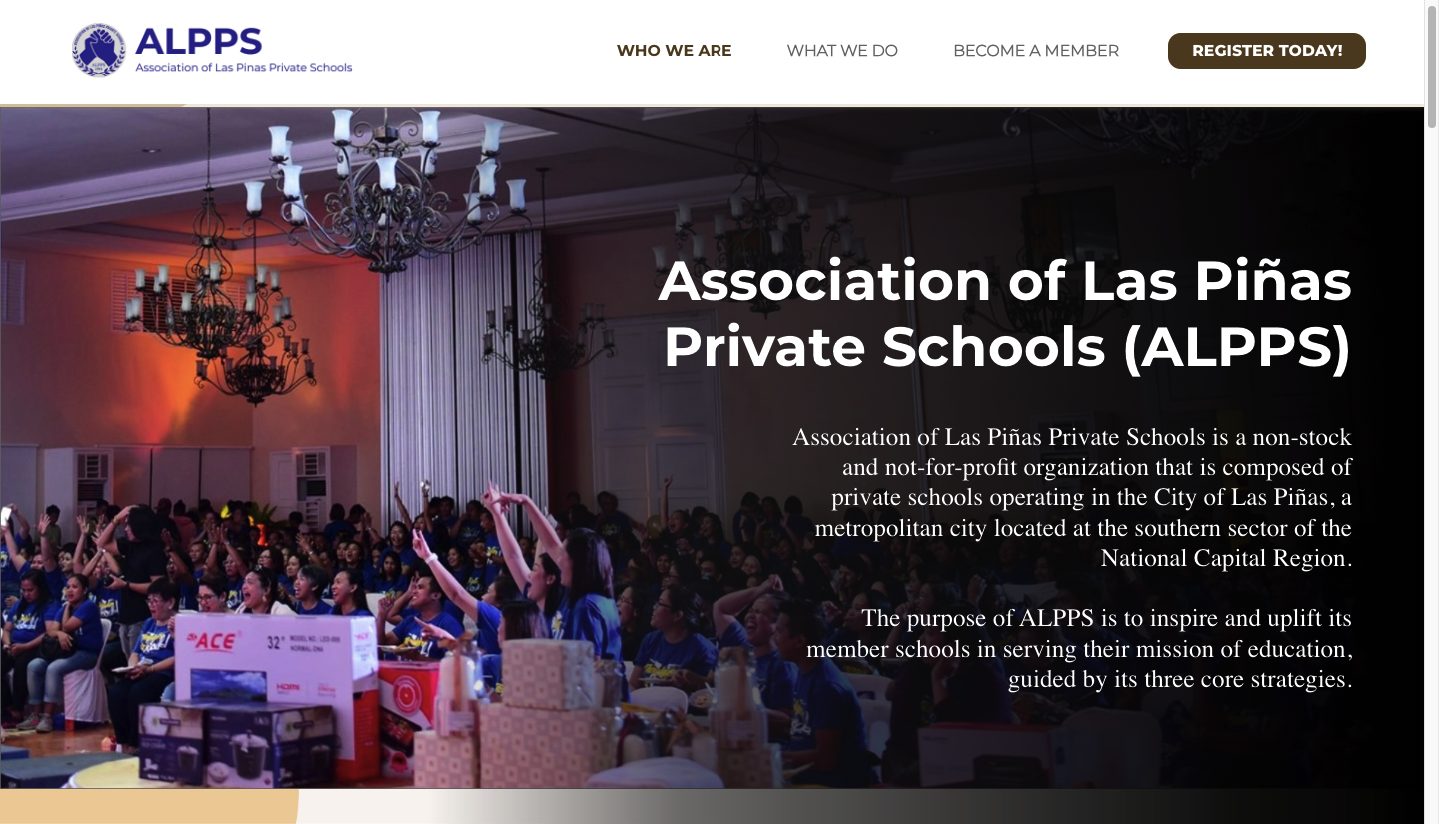 ALPPS
Association of Las Pinas Private Schools
WHO WE ARE
WHAT WE DO
BECOME A MEMBER
REGISTER TODAY!
Association of Las Piñas
Private Schools (ALPPS)
Association of Las Piñas Private Schools is a non-stock
and not-for-profit organization that is composed of
private schools operating in the City of Las Piñas, a
metropolitan city located at the southern sector of the
National Capital Region.
The purpose of ALPPS is to inspire and uplift its
member schools in serving their mission of education,
guided by its three core strategies.
ACE
32"
HDMI